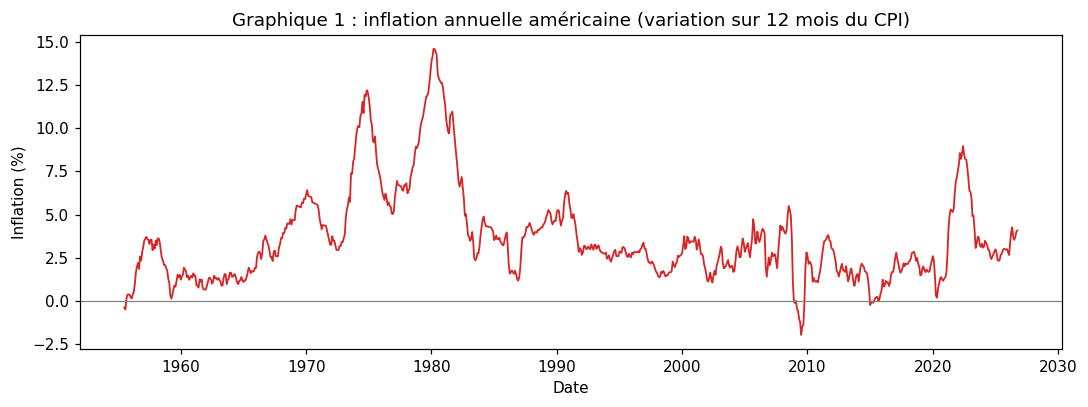 Graphique 1 : inflation annuelle américaine (variation sur 12 mois du CPI)
15.0
12.5
10.0
7.5
5.0
2.5
0.0
−2.5
Inflation (%)
1960 1970 1980 1990 2000 2010 2020 2030
Date